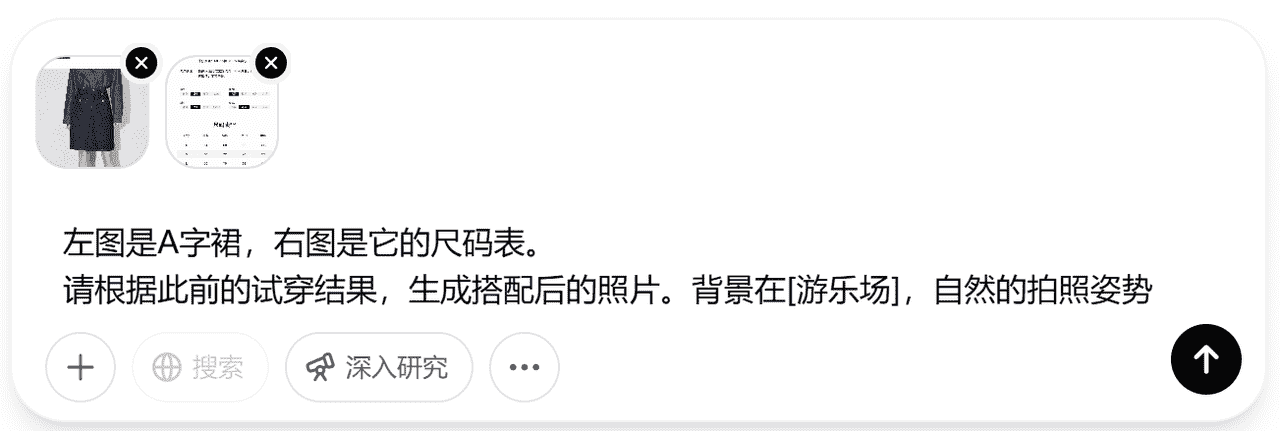 左图是A字裙，右图是它的尺码表。
请根据此前的试穿结果，生成搭配后的照片。背景在[游乐场]，自然的拍照姿势
搜索
深入研究